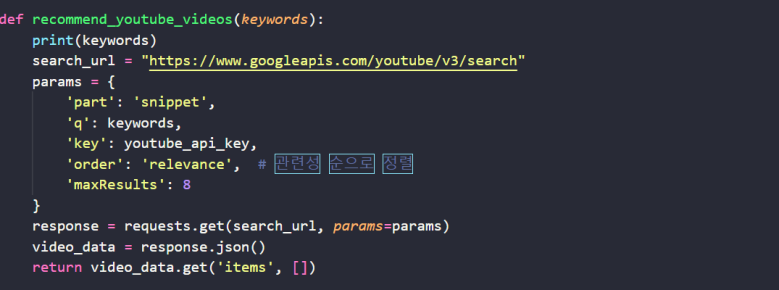 def recommend_youtube_videos(keywords):
    print(keywords)
    search_url = "https://www.googleapis.com/youtube/v3/search"
    params = {
        'part': 'snippet',
        'q': keywords,
        'key': youtube_api_key,
        'order': 'relevance',  # 관련성 순으로 정렬
        'maxResults': 8
    }
    response = requests.get(search_url, params=params)
    video_data = response.json()
    return video_data.get('items', [])